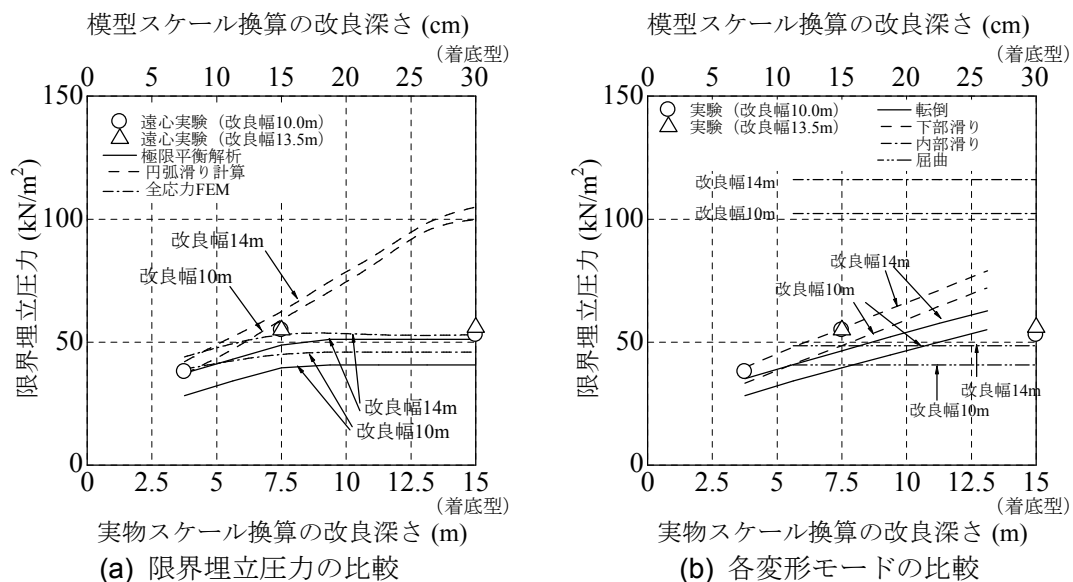 模型スケール換算の改良深さ (cm)
(着底型)
0 5 10 15 20 25 30
150
100
50
0
限界埋立圧力 (kN/m²)
遠心実験（改良幅10.0m）
遠心実験（改良幅13.5m）
極限平衡解析
円弧滑り計算
全応力FEM
改良幅14m
改良幅10m
改良幅14m
改良幅10m
0 2.5 5 7.5 10 12.5 15
(着底型)
実物スケール換算の改良深さ (m)
(a) 限界埋立圧力の比較
模型スケール換算の改良深さ (cm)
(着底型)
0 5 10 15 20 25 30
150
100
50
0
限界埋立圧力 (kN/m²)
実験（改良幅10.0m）
実験（改良幅13.5m）
転倒
下部滑り
内部滑り
屈曲
改良幅14m
改良幅10m
改良幅14m
改良幅10m
改良幅14m
改良幅10m
0 2.5 5 7.5 10 12.5 15
(着底型)
実物スケール換算の改良深さ (m)
(b) 各変形モードの比較